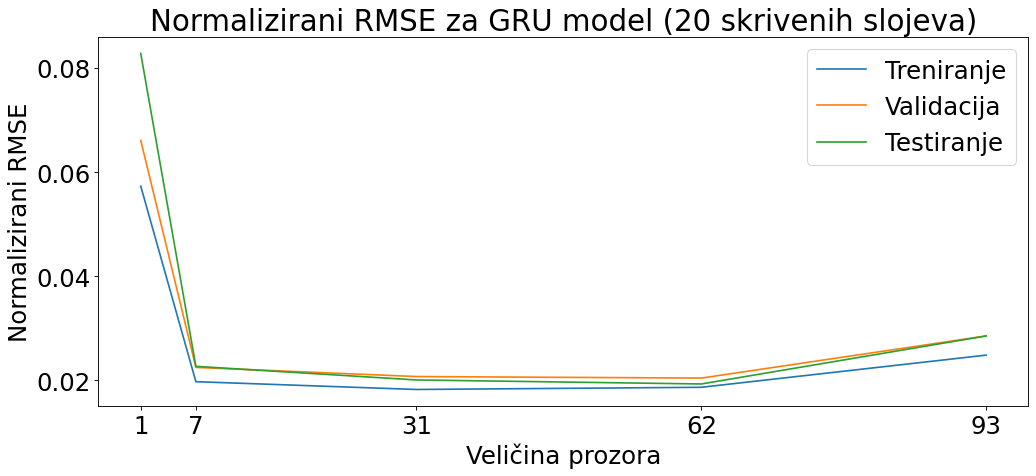 Normalizirani RMSE za GRU model (20 skrivenih slojeva)
Normalizirani RMSE
0.08
0.06
0.04
0.02
Treniranje
Validacija
Testiranje
1 7 31 62 93
Veličina prozora